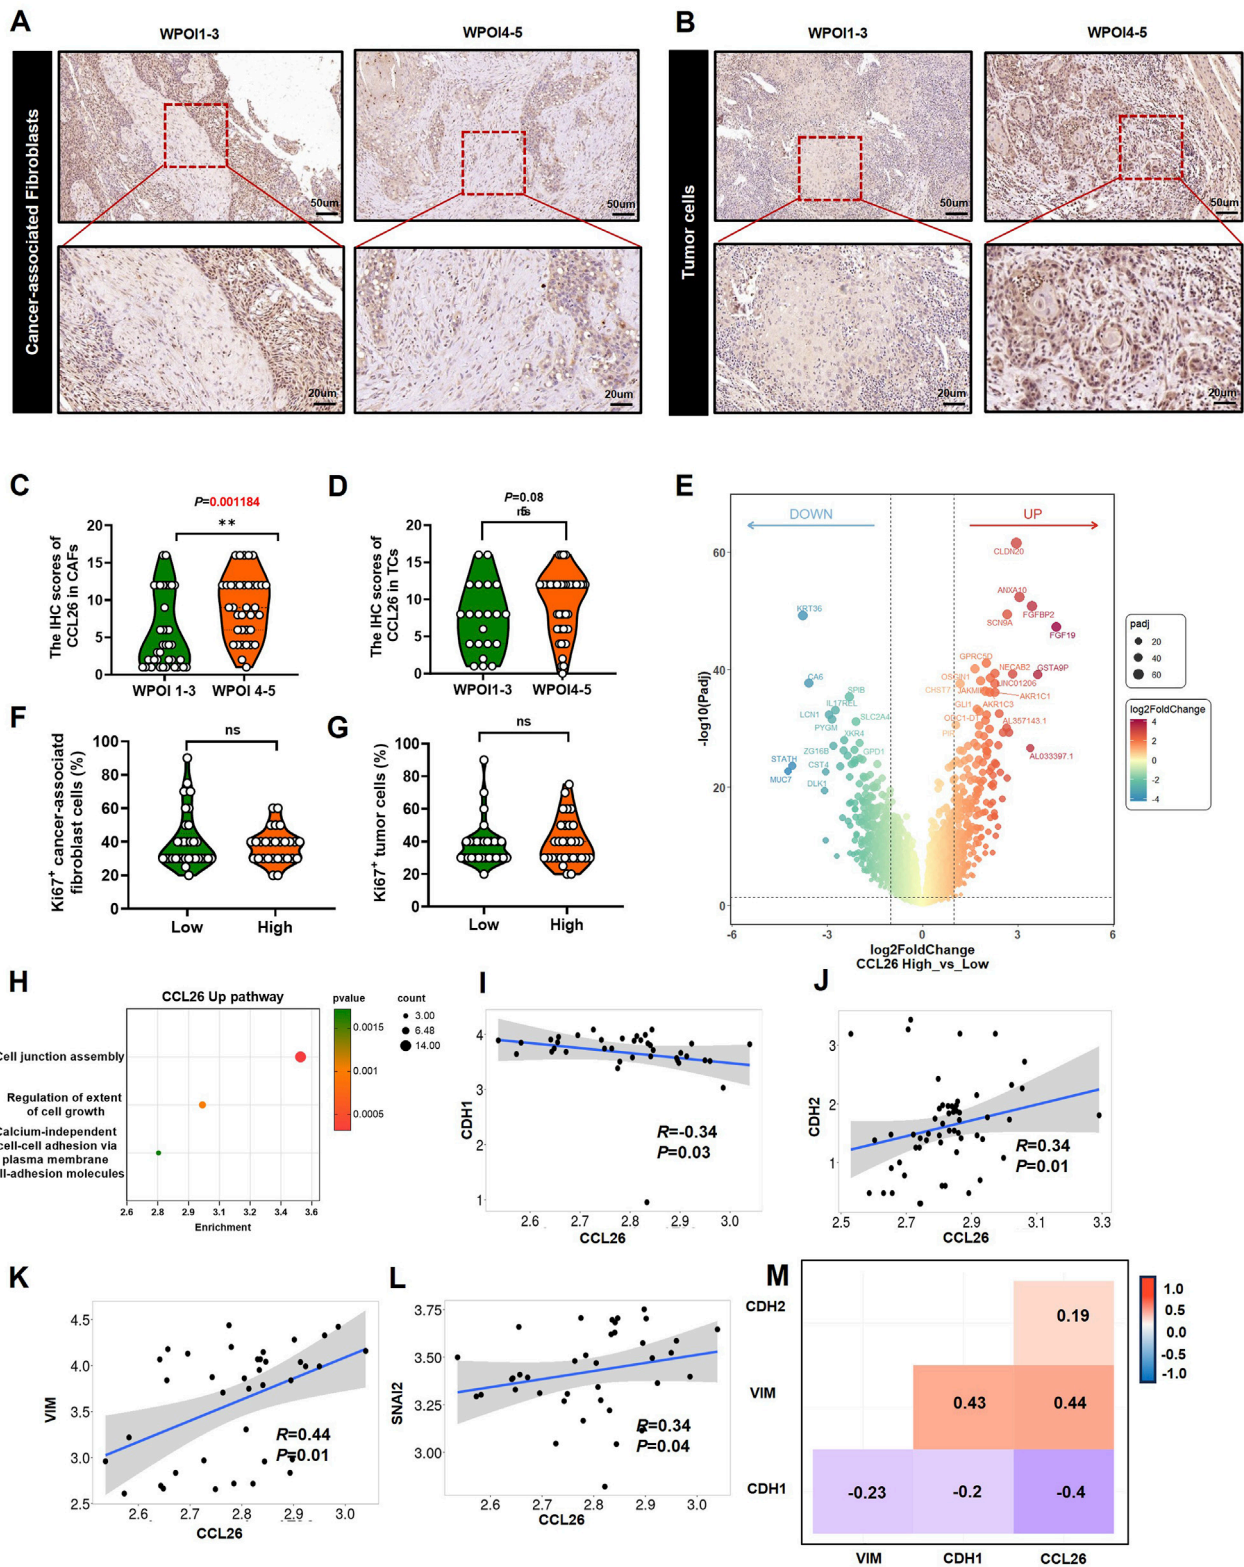 A
WPOI1-3
WPOI4-5
Cancer-associated Fibroblasts
50um
50um
20um
20um
B
WPOI1-3
WPOI4-5
Tumor cells
50um
50um
20um
20um
C
P=0.001184
**
The IHC scores of
CCL26 in CAFs
20
15
10
5
0
WPOI 1-3
WPOI 4-5
D
P=0.08
5
ns
The IHC scores of
CCL26 in TCs
20
15
10
5
0
WPOI1-3
WPOI4-5
E
DOWN
UP
CLDN20
ANXA10
KRT36
FGFBP2
SCN9A
FGF19
GPRC5D
NECAB2
GSTA9P
CA6
OSGIN1
LINC01206
CHST7
JAKMIP
AKR1C1
SPIB
IL17REL
GLI1
AKR1C3
LCN1
SLC2A4
ODC1-DT
AL357143.1
PYGM
XKR4
ZG16B
GPD1
AL033397.1
STATH
CST4
MUC7
DLK1
-log10(Padj)
60
40
20
0
-6
-3
0
3
6
log2FoldChange
CCL26 High_vs_Low
padj
20
40
60
log2FoldChange
4
2
0
-2
-4
F
ns
Ki67+ cancer-associatd
fibroblast cells (%)
100
80
60
40
20
0
Low
High
G
ns
Ki67+ tumor cells (%)
100
80
60
40
20
0
Low
High
H
CCL26 Up pathway
Cell junction assembly
Regulation of extent
of cell growth
Calcium-independent
cell-cell adhesion via
plasma membrane
ll-adhesion molecules
2.6
2.8
2.9
3.1
3.2
3.4
3.6
Enrichment
pvalue
0.0015
0.001
0.0005
count
3.00
6.48
14.00
I
CDH1
4
3
2
1
R=-0.34
P=0.03
2.6
2.7
2.8
2.9
3.0
CCL26
J
CDH2
3
2
1
R=0.34
P=0.01
2.5
2.7
2.9
3.1
3.3
CCL26
K
VIM
4.5
4.0
3.5
3.0
2.5
R=0.44
P=0.01
2.6
2.7
2.8
2.9
3.0
CCL26
L
SNAI2
3.75
3.50
3.25
3.00
R=0.34
P=0.04
2.6
2.7
2.8
2.9
3.0
CCL26
M
CDH2
VIM
CDH1
0.19
0.43
0.44
-0.23
-0.2
-0.4
VIM
CDH1
CCL26
1.0
0.5
0.0
-0.5
-1.0